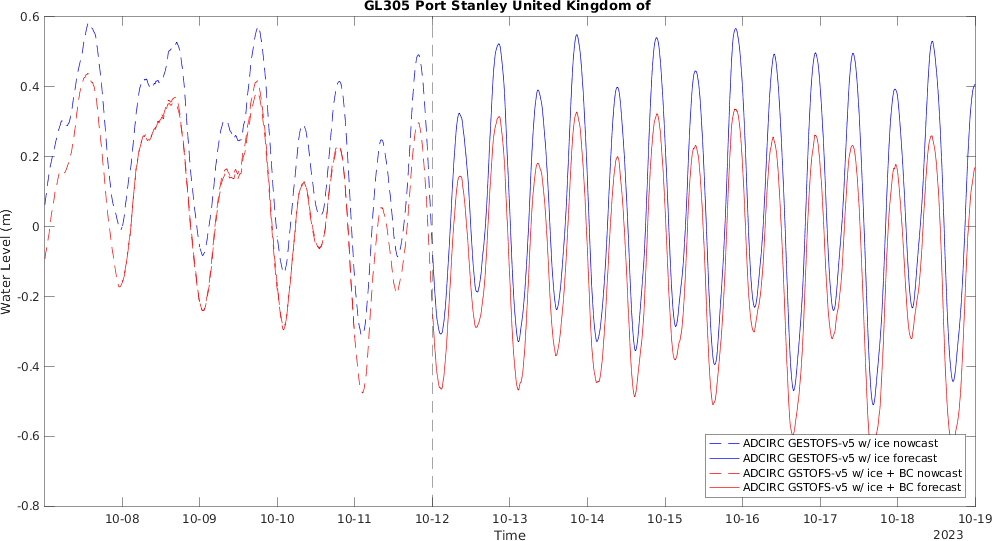 GL305 Port Stanley United Kingdom of
0.6
0.4
0.2
0
-0.2
-0.4
-0.6
-0.8
Water Level (m)
ADCIRC GESTOFS-v5 w/ ice nowcast
ADCIRC GESTOFS-v5 w/ ice forecast
ADCIRC GSTOFS-v5 w/ ice + BC nowcast
ADCIRC GSTOFS-v5 w/ ice + BC forecast
10-08 10-09 10-10 10-11 10-12 10-13 10-14 10-15 10-16 10-17 10-18 10-19
Time
2023